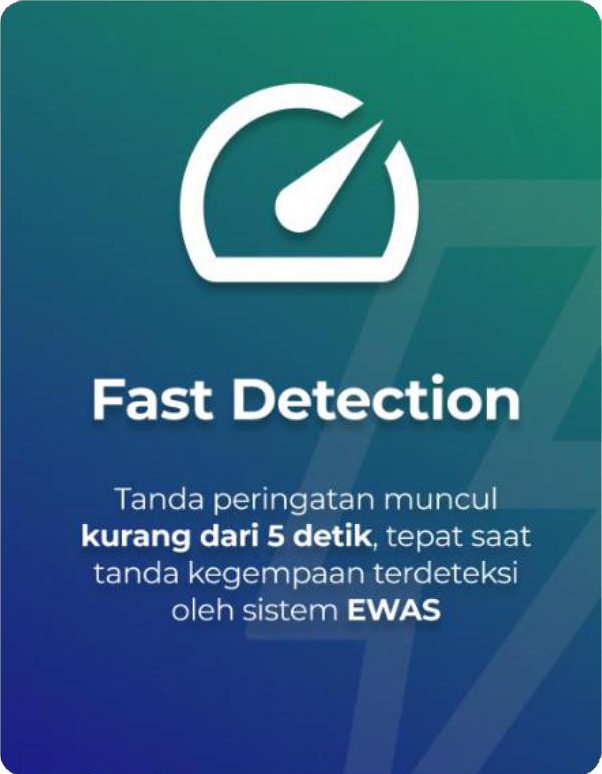 Fast Detection
Tanda peringatan muncul
kurang dari 5 detik, tepat saat
tanda kegempaan terdeteksi
oleh sistem EWAS